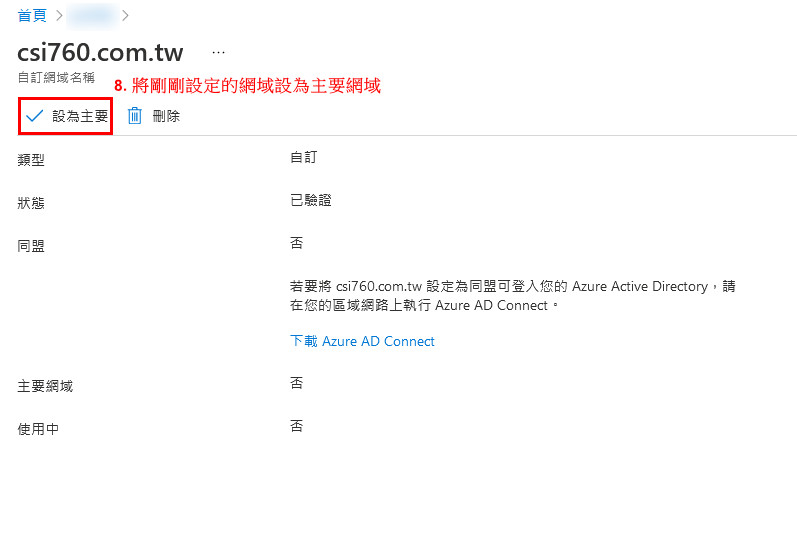 首頁
csi760.com.tw ...
自訂網域名稱
8. 將剛剛設定的網域設為主要網域
設為主要 刪除
類型 自訂
狀態 已驗證
同盟 否
若要將 csi760.com.tw 設定為同盟可登入您的 Azure Active Directory，請
在您的區域網路上執行 Azure AD Connect。
下載 Azure AD Connect
主要網域 否
使用中 否